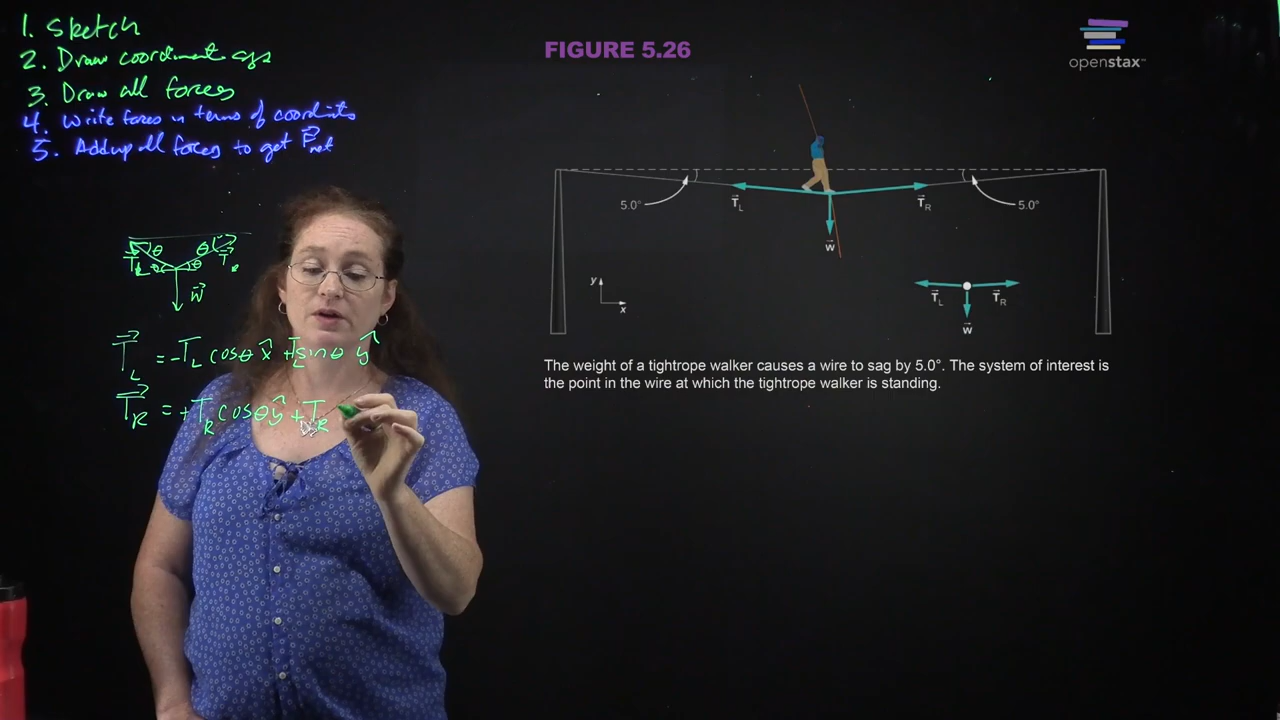 1. Sketch
2. Draw coordinate sys
3. Draw all forces
4. Write forces in terms of coordinates
5. Add up all forces to get F⃗net
FIGURE 5.26
openstax™
5.0°
T⃗L
T⃗R
5.0°
w⃗
y
x
T⃗L
T⃗R
w⃗
θ θ
T⃗L θ θ T⃗R
W⃗
T⃗L = -TL cosθ x̂ + TL sinθ ŷ
T⃗R = +TR cosθ ŷ + TR
The weight of a tightrope walker causes a wire to sag by 5.0°. The system of interest is
the point in the wire at which the tightrope walker is standing.